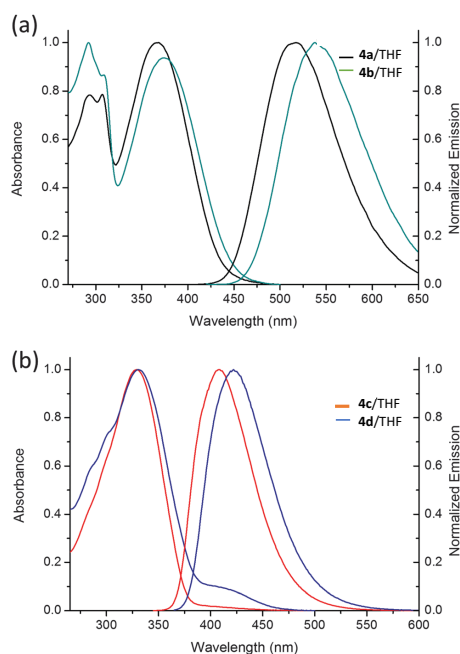 (a)
4a/THF
4b/THF
1.0
0.8
0.6
0.4
0.2
0.0
Absorbance
1.0
0.8
0.6
0.4
0.2
0.0
Normalized Emission
300 350 400 450 500 550 600 650
Wavelength (nm)
(b)
4c/THF
4d/THF
1.0
0.8
0.6
0.4
0.2
0.0
Absorbance
1.0
0.8
0.6
0.4
0.2
0.0
Normalized Emission
300 350 400 450 500 550 600
Wavelength (nm)